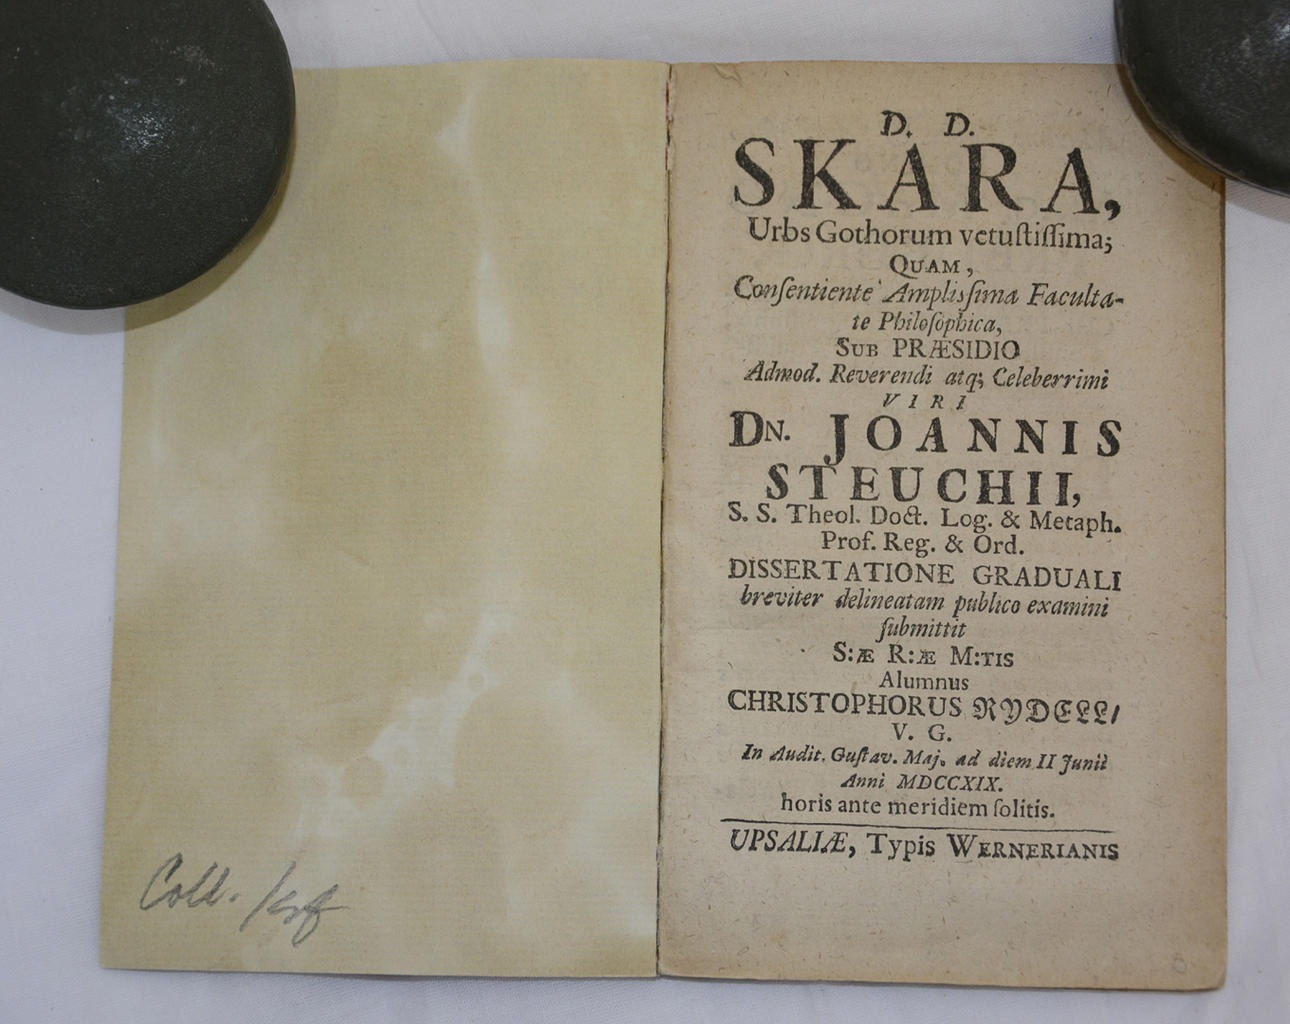 Coll.
D. D.
SKARA,
Urbs Gothorum vetuſtiſſima;
QUAM,
Conſentiente Ampliſſima Faculta-
te Philoſophica,
SUB PRÆSIDIO
Admod. Reverendi atq; Celeberrimi
VIRI
DN. JOANNIS
STEUCHII,
S. S. Theol. Doct. Log. & Metaph.
Prof. Reg. & Ord.
DISSERTATIONE GRADUALI
breviter delineatam publico examini
ſubmittit
S:Æ R:Æ M:TIS
Alumnus
CHRISTOPHORUS RYDELL/
V. G.
In Audit. Guſtav. Maj. ad diem II Junii
Anni MDCCXIX.
horis ante meridiem ſolitis.
UPSALIÆ, Typis WERNERIANIS